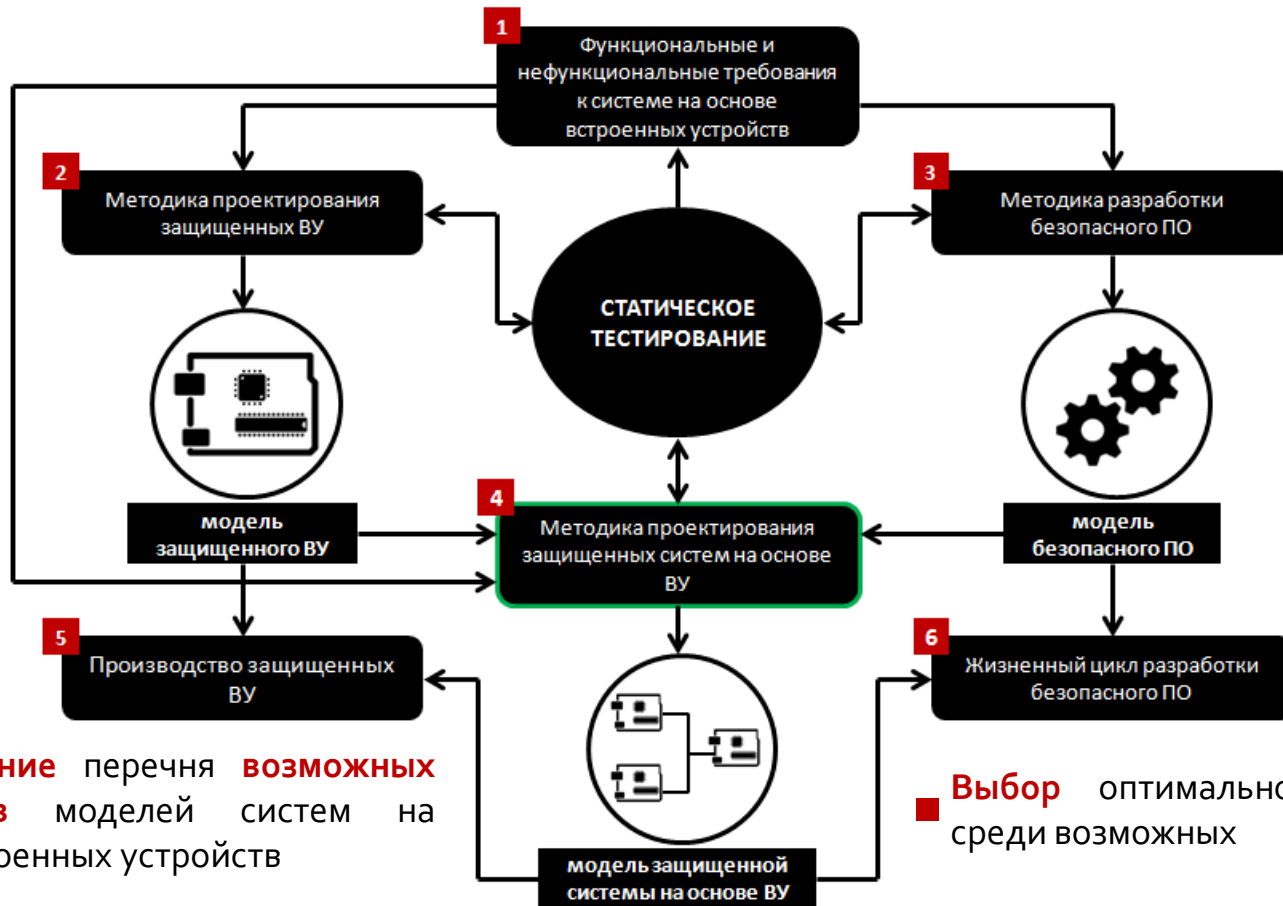 1
Функциональные и
нефункциональные требования
к системе на основе
встроенных устройств
2
Методика проектирования
защищенных ВУ
3
Методика разработки
безопасного ПО
СТАТИЧЕСКОЕ
ТЕСТИРОВАНИЕ
модель
защищенного ВУ
4
Методика проектирования
защищенных систем на основе
ВУ
модель
безопасного ПО
5
Производство защищенных
ВУ
6
Жизненный цикл разработки
безопасного ПО
ние перечня возможных
в моделей систем на
роенных устройств
Выбор оптимально
среди возможных
модель защищенной
системы на основе ВУ